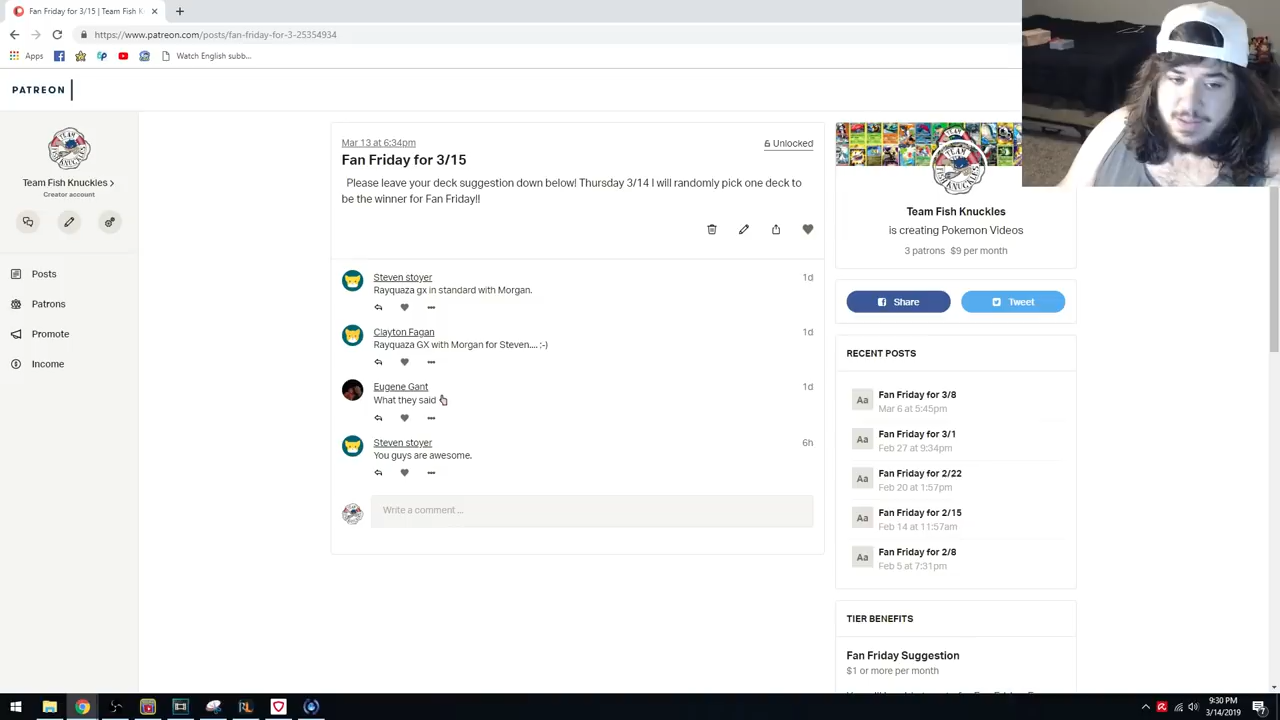 Fan Friday for 3/15 | Team Fish K
https://www.patreon.com/posts/fan-friday-for-3-25354934
Apps
Watch English subb...
PATREON
Team Fish Knuckles
Creator account
Posts
Patrons
Promote
Income
Mar 13 at 6:34pm
Unlocked
Fan Friday for 3/15
Please leave your deck suggestion down below! Thursday 3/14 I will randomly pick one deck to
be the winner for Fan Friday!!
Steven stoyer
1d
Rayquaza gx in standard with Morgan.
Clayton Fagan
1d
Rayquaza GX with Morgan for Steven.... ;-)
Eugene Gant
1d
What they said
Steven stoyer
6h
You guys are awesome.
Write a comment ...
Team Fish Knuckles
is creating Pokemon Videos
3 patrons $9 per month
Share
Tweet
RECENT POSTS
Aa
Fan Friday for 3/8
Mar 6 at 5:45pm
Aa
Fan Friday for 3/1
Feb 27 at 9:34pm
Aa
Fan Friday for 2/22
Feb 20 at 1:57pm
Aa
Fan Friday for 2/15
Feb 14 at 11:57am
Aa
Fan Friday for 2/8
Feb 5 at 7:31pm
TIER BENEFITS
Fan Friday Suggestion
$1 or more per month
9:30 PM
3/14/2019